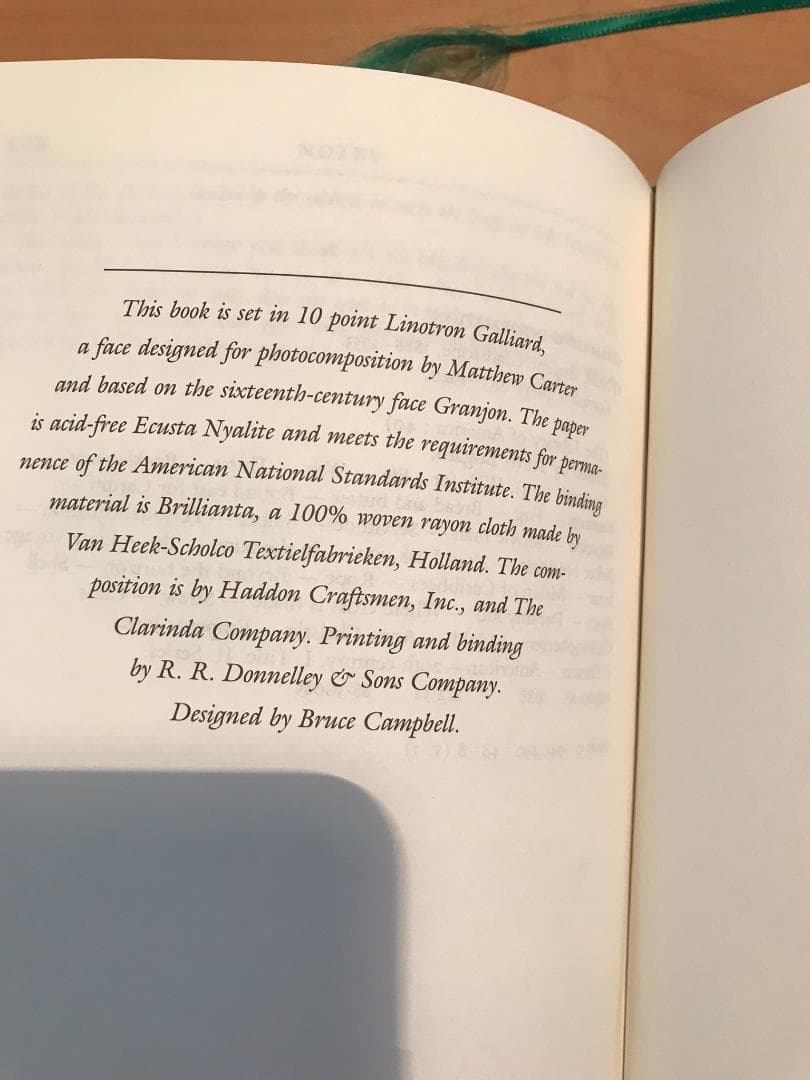 This book is set in 10 point Linotron Galliard,
a face designed for photocomposition by Matthew Carter
and based on the sixteenth-century face Granjon. The paper
is acid-free Ecusta Nyalite and meets the requirements for perma-
nence of the American National Standards Institute. The binding
material is Brillianta, a 100% woven rayon cloth made by
Van Heek-Scholco Textielfabrieken, Holland. The com-
position is by Haddon Craftsmen, Inc., and The
Clarinda Company. Printing and binding
by R. R. Donnelley & Sons Company.
Designed by Bruce Campbell.